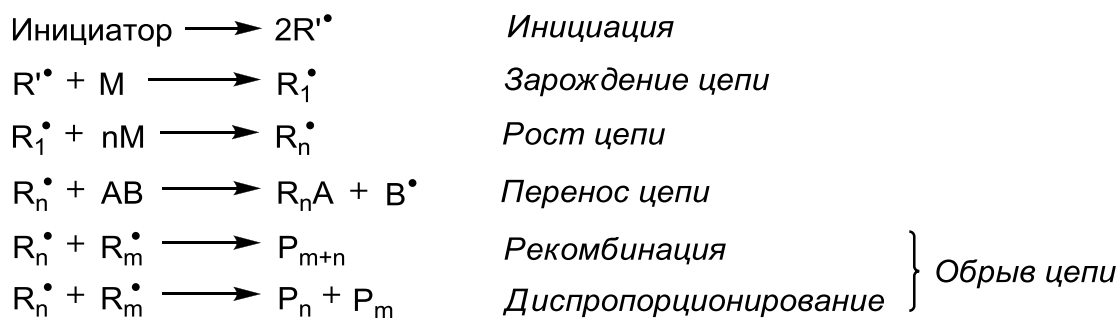 Инициатор ⟶ 2R'• Инициация
R'• + M ⟶ R₁• Зарождение цепи
R₁• + nM ⟶ Rₙ• Рост цепи
Rₙ• + AB ⟶ RₙA + B• Перенос цепи
Rₙ• + Rₘ• ⟶ Pₘ₊ₙ Рекомбинация
Обрыв цепи
Rₙ• + Rₘ• ⟶ Pₙ + Pₘ Диспропорционирование